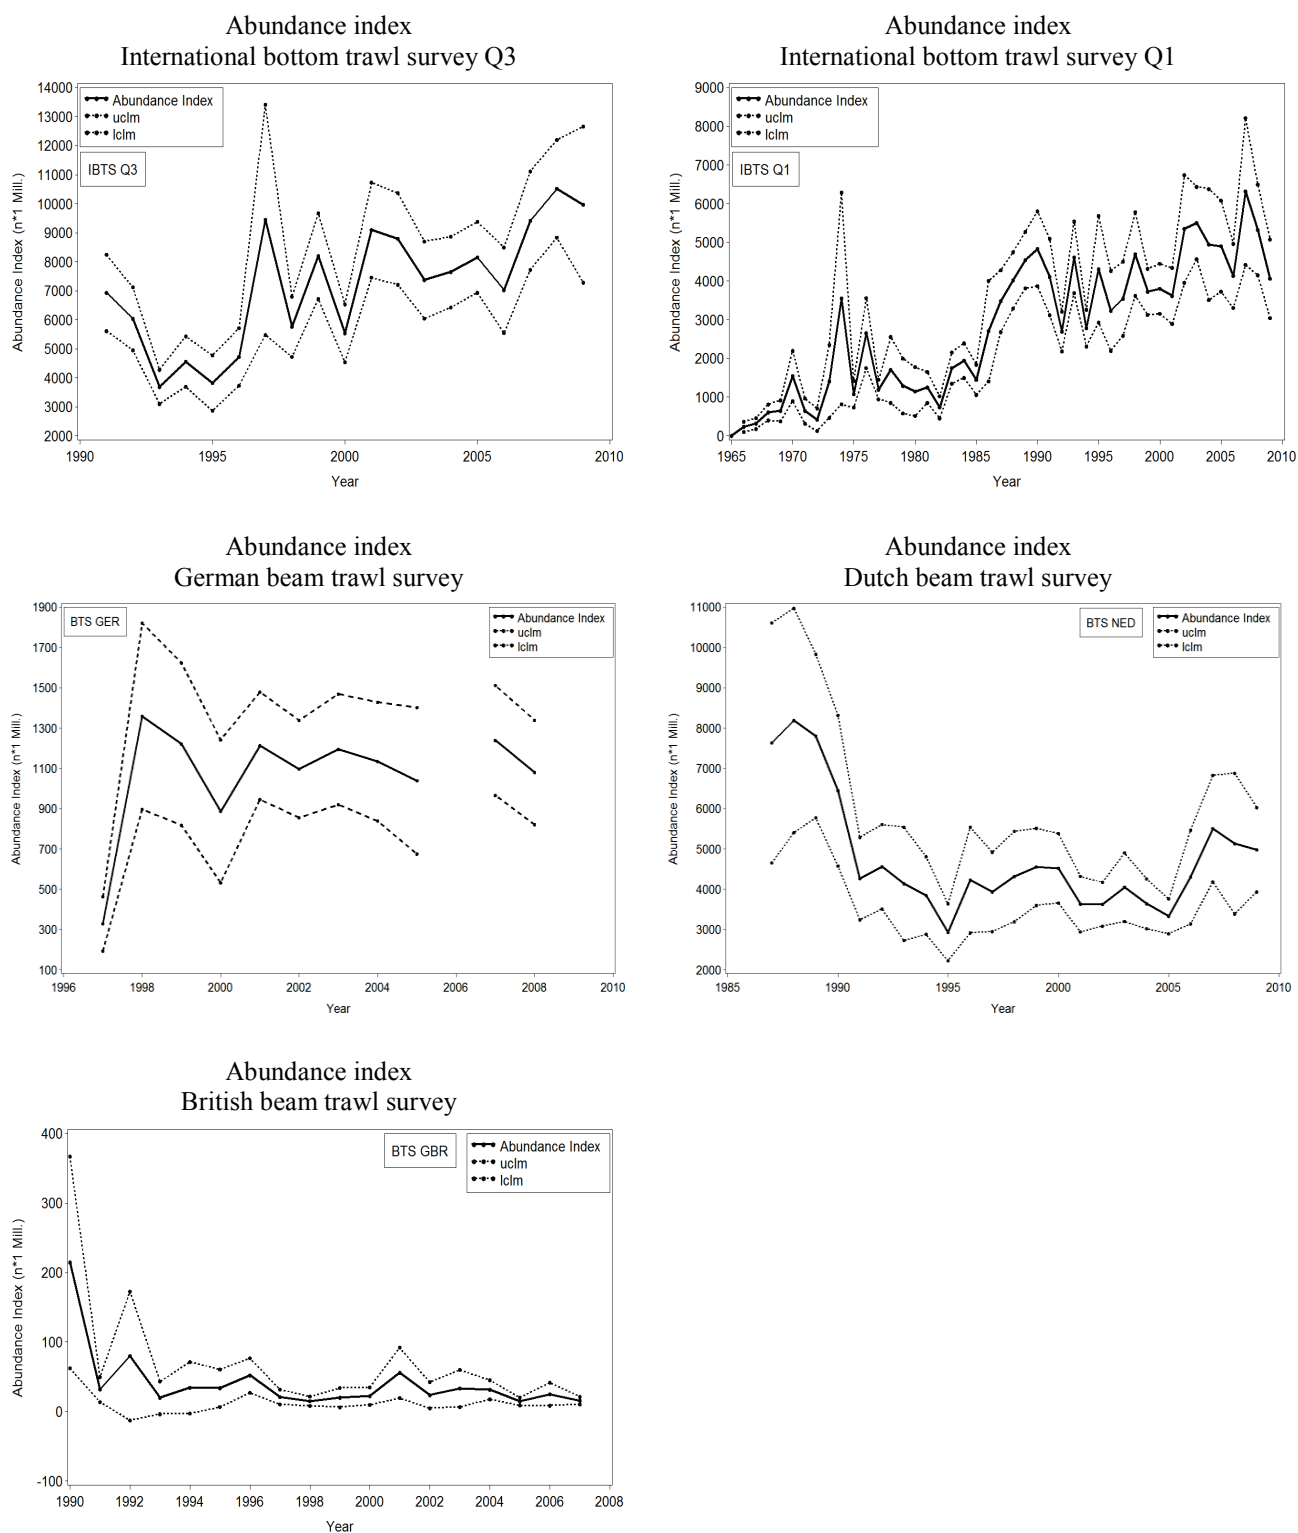 Abundance index
International bottom trawl survey Q3
Abundance Index
uclm
lclm
IBTS Q3
Abundance Index (n*1 Mill.)
14000
13000
12000
11000
10000
9000
8000
7000
6000
5000
4000
3000
2000
1990 1995 2000 2005 2010
Year
Abundance index
International bottom trawl survey Q1
Abundance Index
uclm
lclm
IBTS Q1
Abundance Index (n*1 Mill.)
9000
8000
7000
6000
5000
4000
3000
2000
1000
0
1965 1970 1975 1980 1985 1990 1995 2000 2005 2010
Year
Abundance index
German beam trawl survey
BTS GER
Abundance Index
uclm
lclm
Abundance Index (n*1 Mill.)
1900
1700
1500
1300
1100
900
700
500
300
100
1996 1998 2000 2002 2004 2006 2008 2010
Year
Abundance index
Dutch beam trawl survey
BTS NED
Abundance Index
uclm
lclm
Abundance Index (n*1 Mill.)
11000
10000
9000
8000
7000
6000
5000
4000
3000
2000
1985 1990 1995 2000 2005 2010
Year
Abundance index
British beam trawl survey
BTS GBR
Abundance Index
uclm
lclm
Abundance Index (n*1 Mill.)
400
300
200
100
0
-100
1990 1992 1994 1996 1998 2000 2002 2004 2006 2008
Year